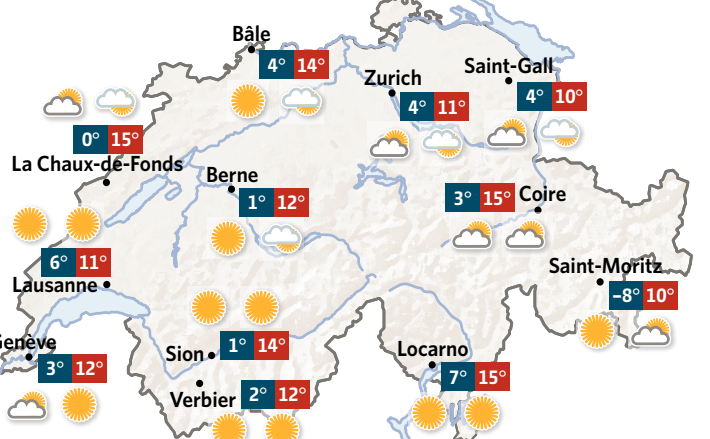 Bâle
4° 14°
Zurich
4° 11°
Saint-Gall
4° 10°
0° 15°
La Chaux-de-Fonds
Berne
1° 12°
3° 15° Coire
6° 11°
Lausanne
Saint-Moritz
-8° 10°
Genève
3° 12°
Sion 1° 14°
Locarno
7° 15°
Verbier 2° 12°